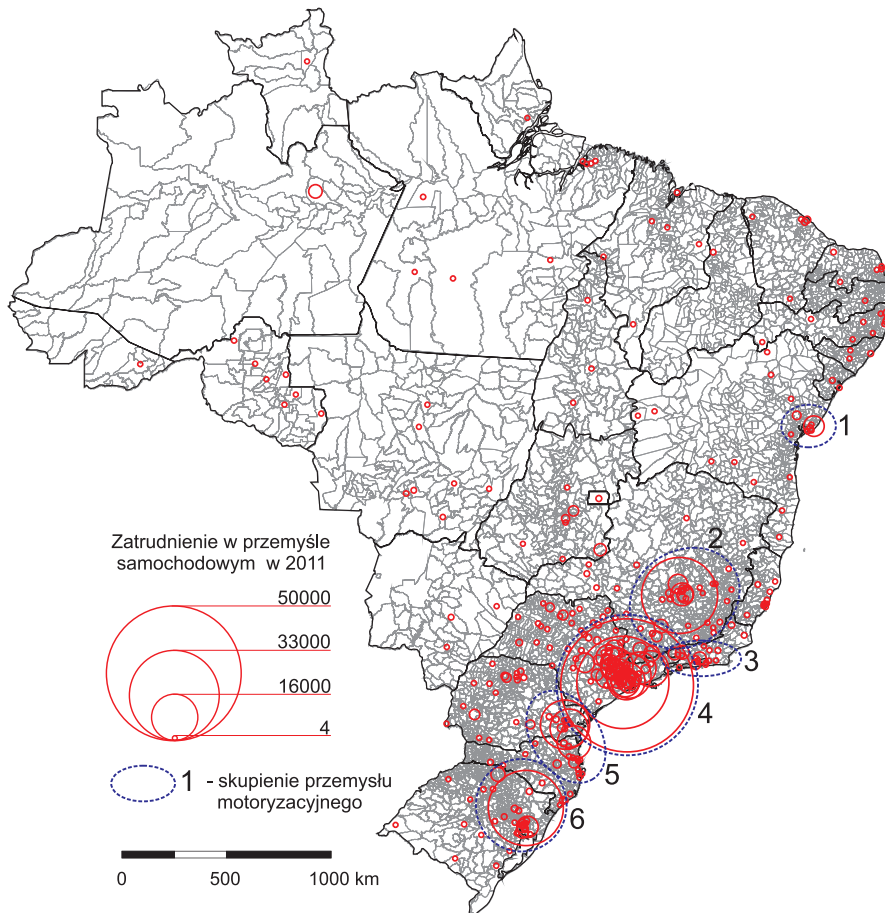 1
2
3
4
5
6
Zatrudnienie w przemyśle
samochodowym w 2011
50000
33000
16000
4
1 - skupienie przemysłu
motoryzacyjnego
0 500 1000 km